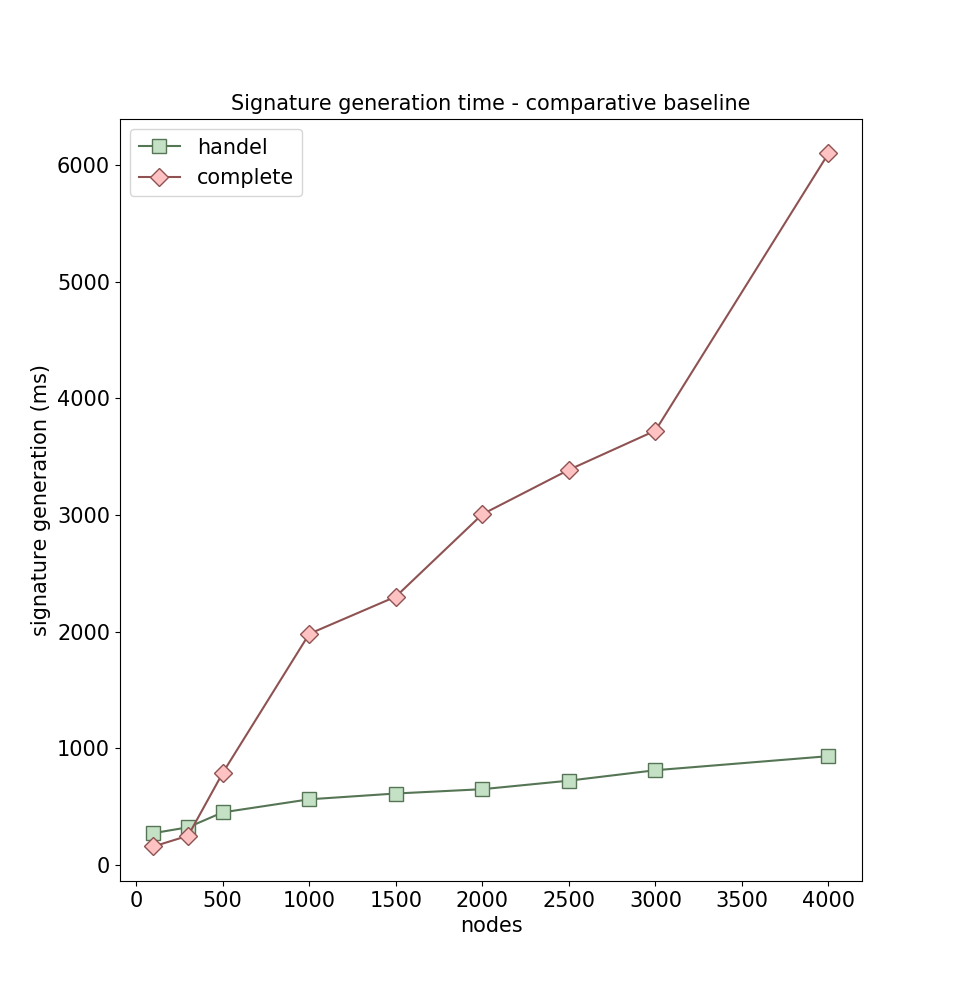 Signature generation time - comparative baseline
handel
complete
signature generation (ms)
6000
5000
4000
3000
2000
1000
0
0 500 1000 1500 2000 2500 3000 3500 4000
nodes